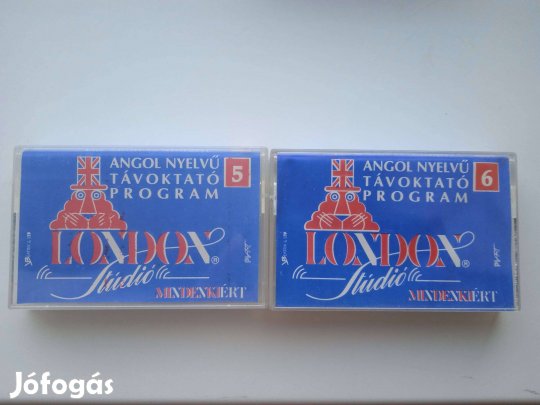 ANGOL NYELVŰ
TÁVOKTATÓ
PROGRAM
5
LONDON®
Stúdió
MINDENKIÉRT
ANGOL NYELVŰ
TÁVOKTATÓ
PROGRAM
6
LONDON®
Stúdió
MINDENKIÉRT
Jófogás